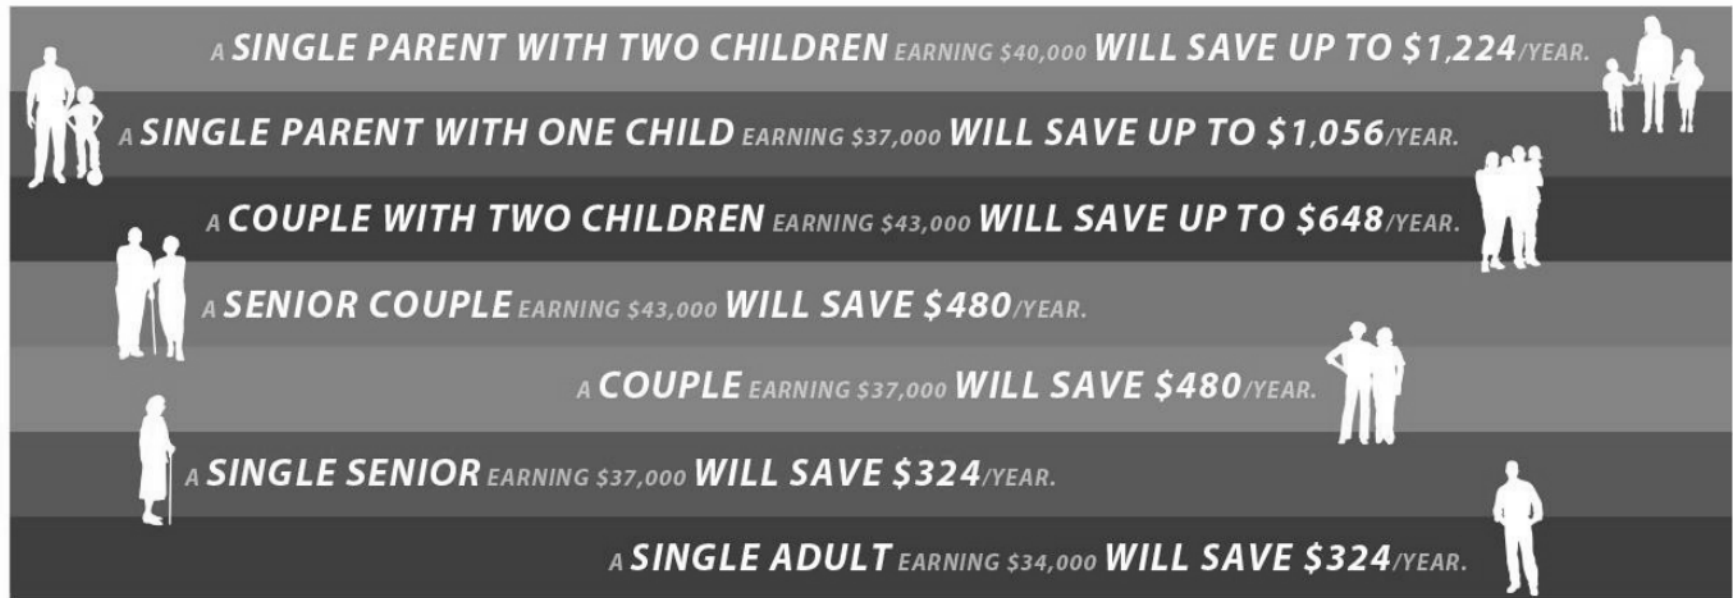 A SINGLE PARENT WITH TWO CHILDREN EARNING $40,000 WILL SAVE UP TO $1,224/YEAR.
A SINGLE PARENT WITH ONE CHILD EARNING $37,000 WILL SAVE UP TO $1,056/YEAR.
A COUPLE WITH TWO CHILDREN EARNING $43,000 WILL SAVE UP TO $648/YEAR.
A SENIOR COUPLE EARNING $43,000 WILL SAVE $480/YEAR.
A COUPLE EARNING $37,000 WILL SAVE $480/YEAR.
A SINGLE SENIOR EARNING $37,000 WILL SAVE $324/YEAR.
A SINGLE ADULT EARNING $34,000 WILL SAVE $324/YEAR.